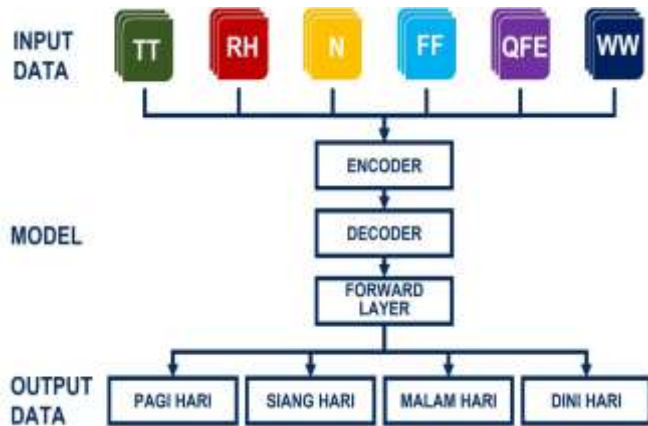 INPUT
DATA
TT
RH
N
FF
QFE
WW
ENCODER
MODEL
DECODER
FORWARD
LAYER
OUTPUT
DATA
PAGI HARI
SIANG HARI
MALAM HARI
DINI HARI